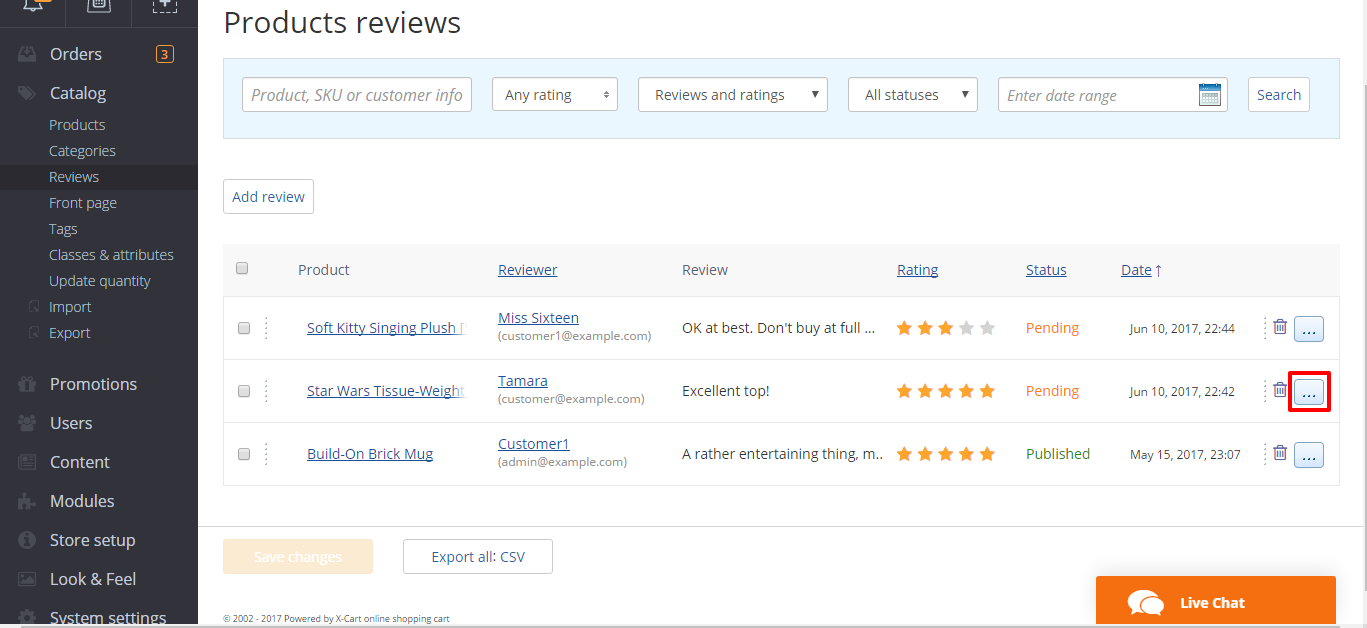 Products reviews
Orders 3
Catalog
Products
Categories
Reviews
Front page
Tags
Classes & attributes
Update quantity
Import
Export
Promotions
Users
Content
Modules
Store setup
Look & Feel
System settings
Product, SKU or customer info Any rating Reviews and ratings All statuses Enter date range Search
Add review
Product Reviewer Review Rating Status Date ↑
Soft Kitty Singing Plush Miss Sixteen OK at best. Don't buy at full ... Pending Jun 10, 2017, 22:44 ...
(customer1@example.com)
Star Wars Tissue-Weight Tamara Excellent top! Pending Jun 10, 2017, 22:42 ...
(customer@example.com)
Build-On Brick Mug Customer1 A rather entertaining thing, m.. Published May 15, 2017, 23:07 ...
(admin@example.com)
Save changes Export all: CSV
Live Chat
© 2002 - 2017 Powered by X-Cart online shopping cart